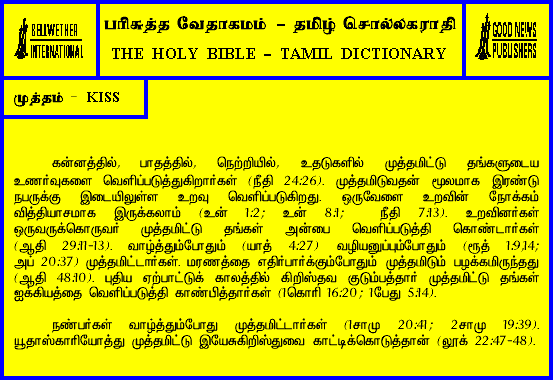 BELLWETHER
INTERNATIONAL
பரிசுத்த வேதாகமம் - தமிழ் சொல்லகராதி
THE HOLY BIBLE - TAMIL DICTIONARY
GOOD NEWS
PUBLISHERS
முத்தம் - KISS
கன்னத்தில், பாதத்தில், நெற்றியில், உதடுகளில் முத்தமிட்டு தங்களுடைய
உணர்வுகளை வெளிப்படுத்துகிறார்கள் (நீதி 24:26). முத்தமிடுவதன் மூலமாக இரண்டு
நபருக்கு இடையிலுள்ள உறவு வெளிப்படுகிறது. ஒருவேளை உறவின் நோக்கம்
வித்தியாசமாக இருக்கலாம் (உன் 1:2; உன் 8:1; நீதி 7:13). உறவினர்கள்
ஒருவருக்கொருவர் முத்தமிட்டு தங்கள் அன்பை வெளிப்படுத்தி கொண்டார்கள்
(ஆதி 29:11-13). வாழ்த்தும்போதும் (யாத் 4:27) வழியனுப்பும்போதும் (ரூத் 1:9,14;
அப் 20:37) முத்தமிட்டார்கள். மரணத்தை எதிர்பார்க்கும்போதும் முத்தமிடும் பழக்கமிருந்தது
(ஆதி 48:10). புதிய ஏற்பாட்டுக் காலத்தில் கிறிஸ்தவ குடும்பத்தார் முத்தமிட்டு தங்கள்
ஐக்கியத்தை வெளிப்படுத்தி காண்பித்தார்கள் (1கொரி 16:20; 1பேது 5:14).
நண்பர்கள் வாழ்த்தும்போது முத்தமிட்டார்கள் (1சாமு 20:41; 2சாமு 19:39).
யூதாஸ்காரியோத்து முத்தமிட்டு இயேசுகிறிஸ்துவை காட்டிக்கொடுத்தான் (லூக் 22:47-48).